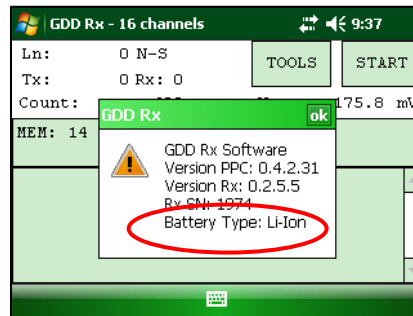 GDD Rx - 16 channels 9:37
Ln: 0 N-S
TOOLS START
Tx: 0 Rx: 0
Count: 175.8 mV
MEM: 14
GDD Rx ok
GDD Rx Software
Version PPC: 0.4.2.31
Version Rx: 0.2.5.5
Rx SN: 1974
Battery Type: Li-Ion